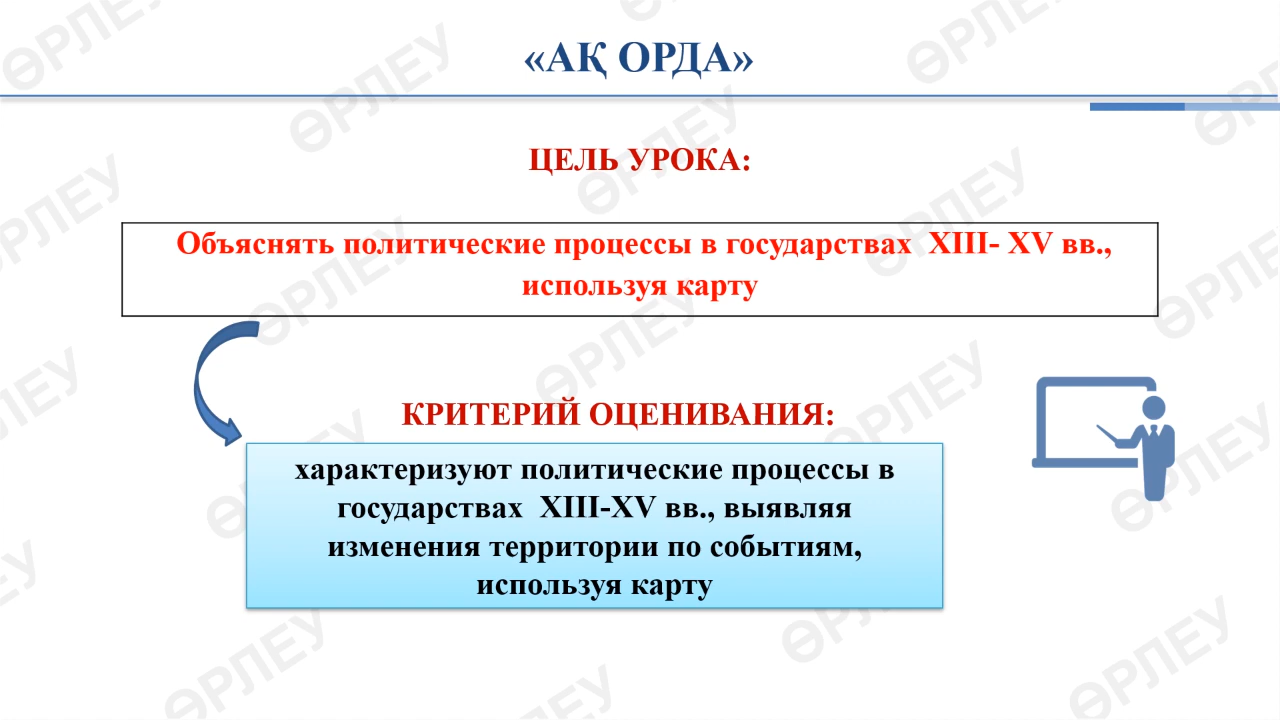 «АҚ ОРДА»
ЦЕЛЬ УРОКА:
Объяснять политические процессы в государствах XIII- XV вв.,
используя карту
КРИТЕРИЙ ОЦЕНИВАНИЯ:
характеризуют политические процессы в
государствах XIII-XV вв., выявляя
изменения территории по событиям,
используя карту
ӨРЛЕУ